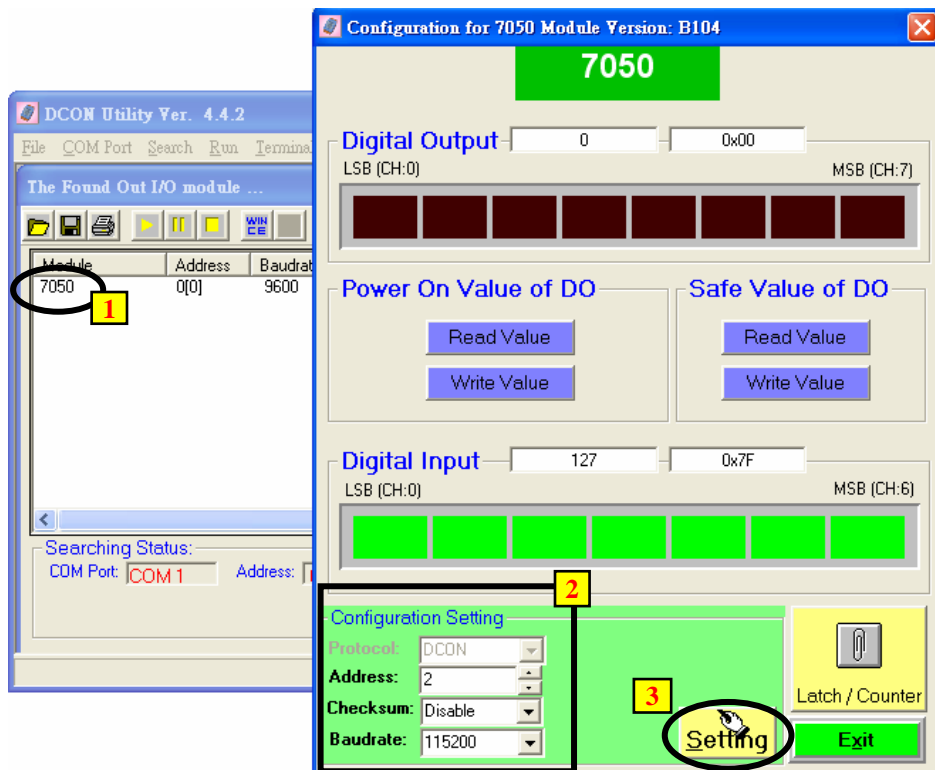 Configuration for 7050 Module Version: B104
7050
DCON Utility Ver. 4.4.2
File COM Port Search Run
The Found Out I/O module ...
WIN CE
Module Address
7050 0[0] 9600
1
Searching Status:
COM Port: COM 1 Address:
Digital Output 0 0x00
LSB (CH:0) MSB (CH:7)
Power On Value of DO
Read Value
Write Value
Safe Value of DO
Read Value
Write Value
Digital Input 127 0x7F
LSB (CH:0) MSB (CH:6)
2
Configuration Setting
Protocol: DCON
Address: 2
Checksum: Disable
Baudrate: 115200
3
Setting
Latch / Counter
Exit